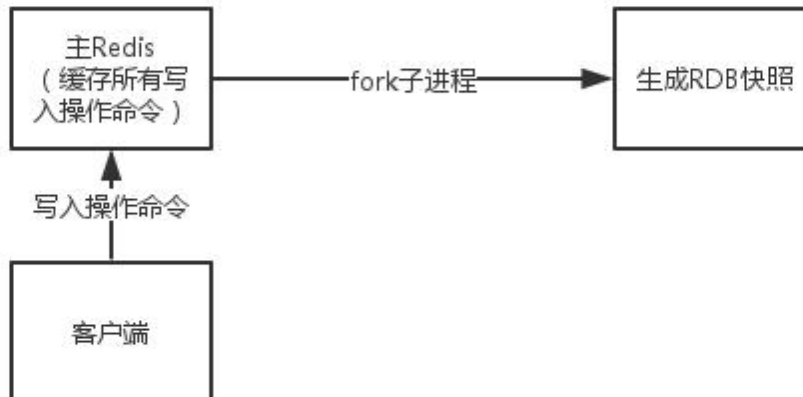 主Redis
（缓存所有写
入操作命令）
fork子进程
生成RDB快照
写入操作命令
客户端